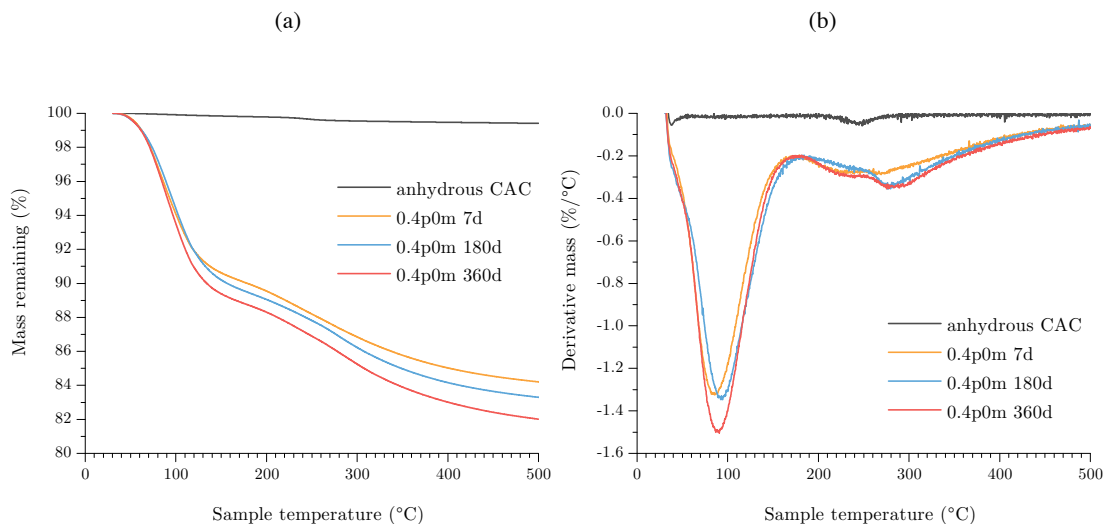 (a)
(b)
100
98
96
94
92
90
88
86
84
82
80
0
100
200
300
400
500
Mass remaining (%)
Sample temperature (°C)
anhydrous CAC
0.4p0m 7d
0.4p0m 180d
0.4p0m 360d
0.0
-0.2
-0.4
-0.6
-0.8
-1.0
-1.2
-1.4
-1.6
0
100
200
300
400
500
Derivative mass (%/°C)
Sample temperature (°C)
anhydrous CAC
0.4p0m 7d
0.4p0m 180d
0.4p0m 360d